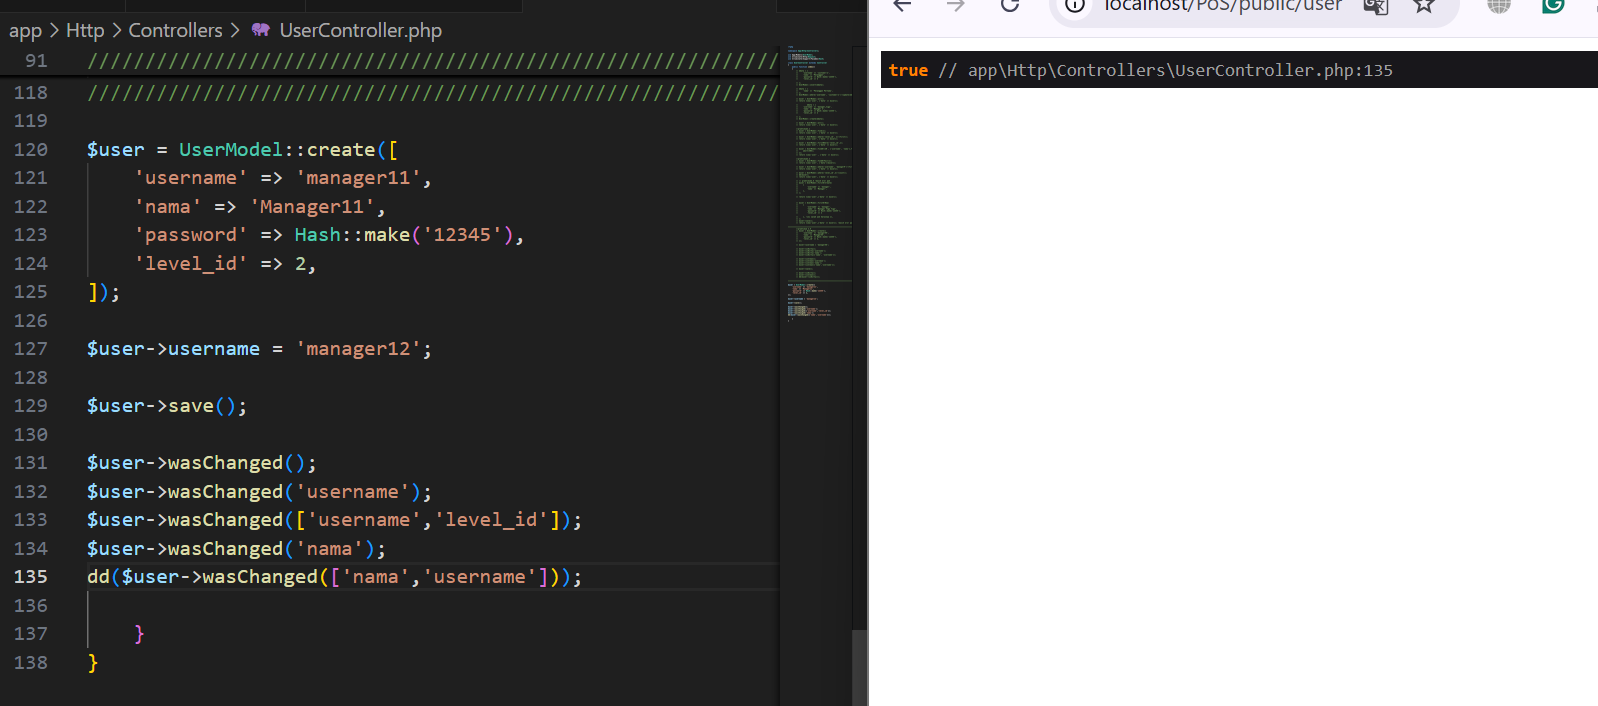 app > Http > Controllers > UserController.php
91 ////////////////////////////////////////////////////////////
118 ////////////////////////////////////////////////////////////
119
120 $user = UserModel::create([
121 'username' => 'manager11',
122 'nama' => 'Manager11',
123 'password' => Hash::make('12345'),
124 'level_id' => 2,
125 ]);
126
127 $user->username = 'manager12';
128
129 $user->save();
130
131 $user->wasChanged();
132 $user->wasChanged('username');
133 $user->wasChanged(['username','level_id']);
134 $user->wasChanged('nama');
135 dd($user->wasChanged(['nama','username']));
136
137 }
138 }
localhost/PoS/public/user
true // app\Http\Controllers\UserController.php:135